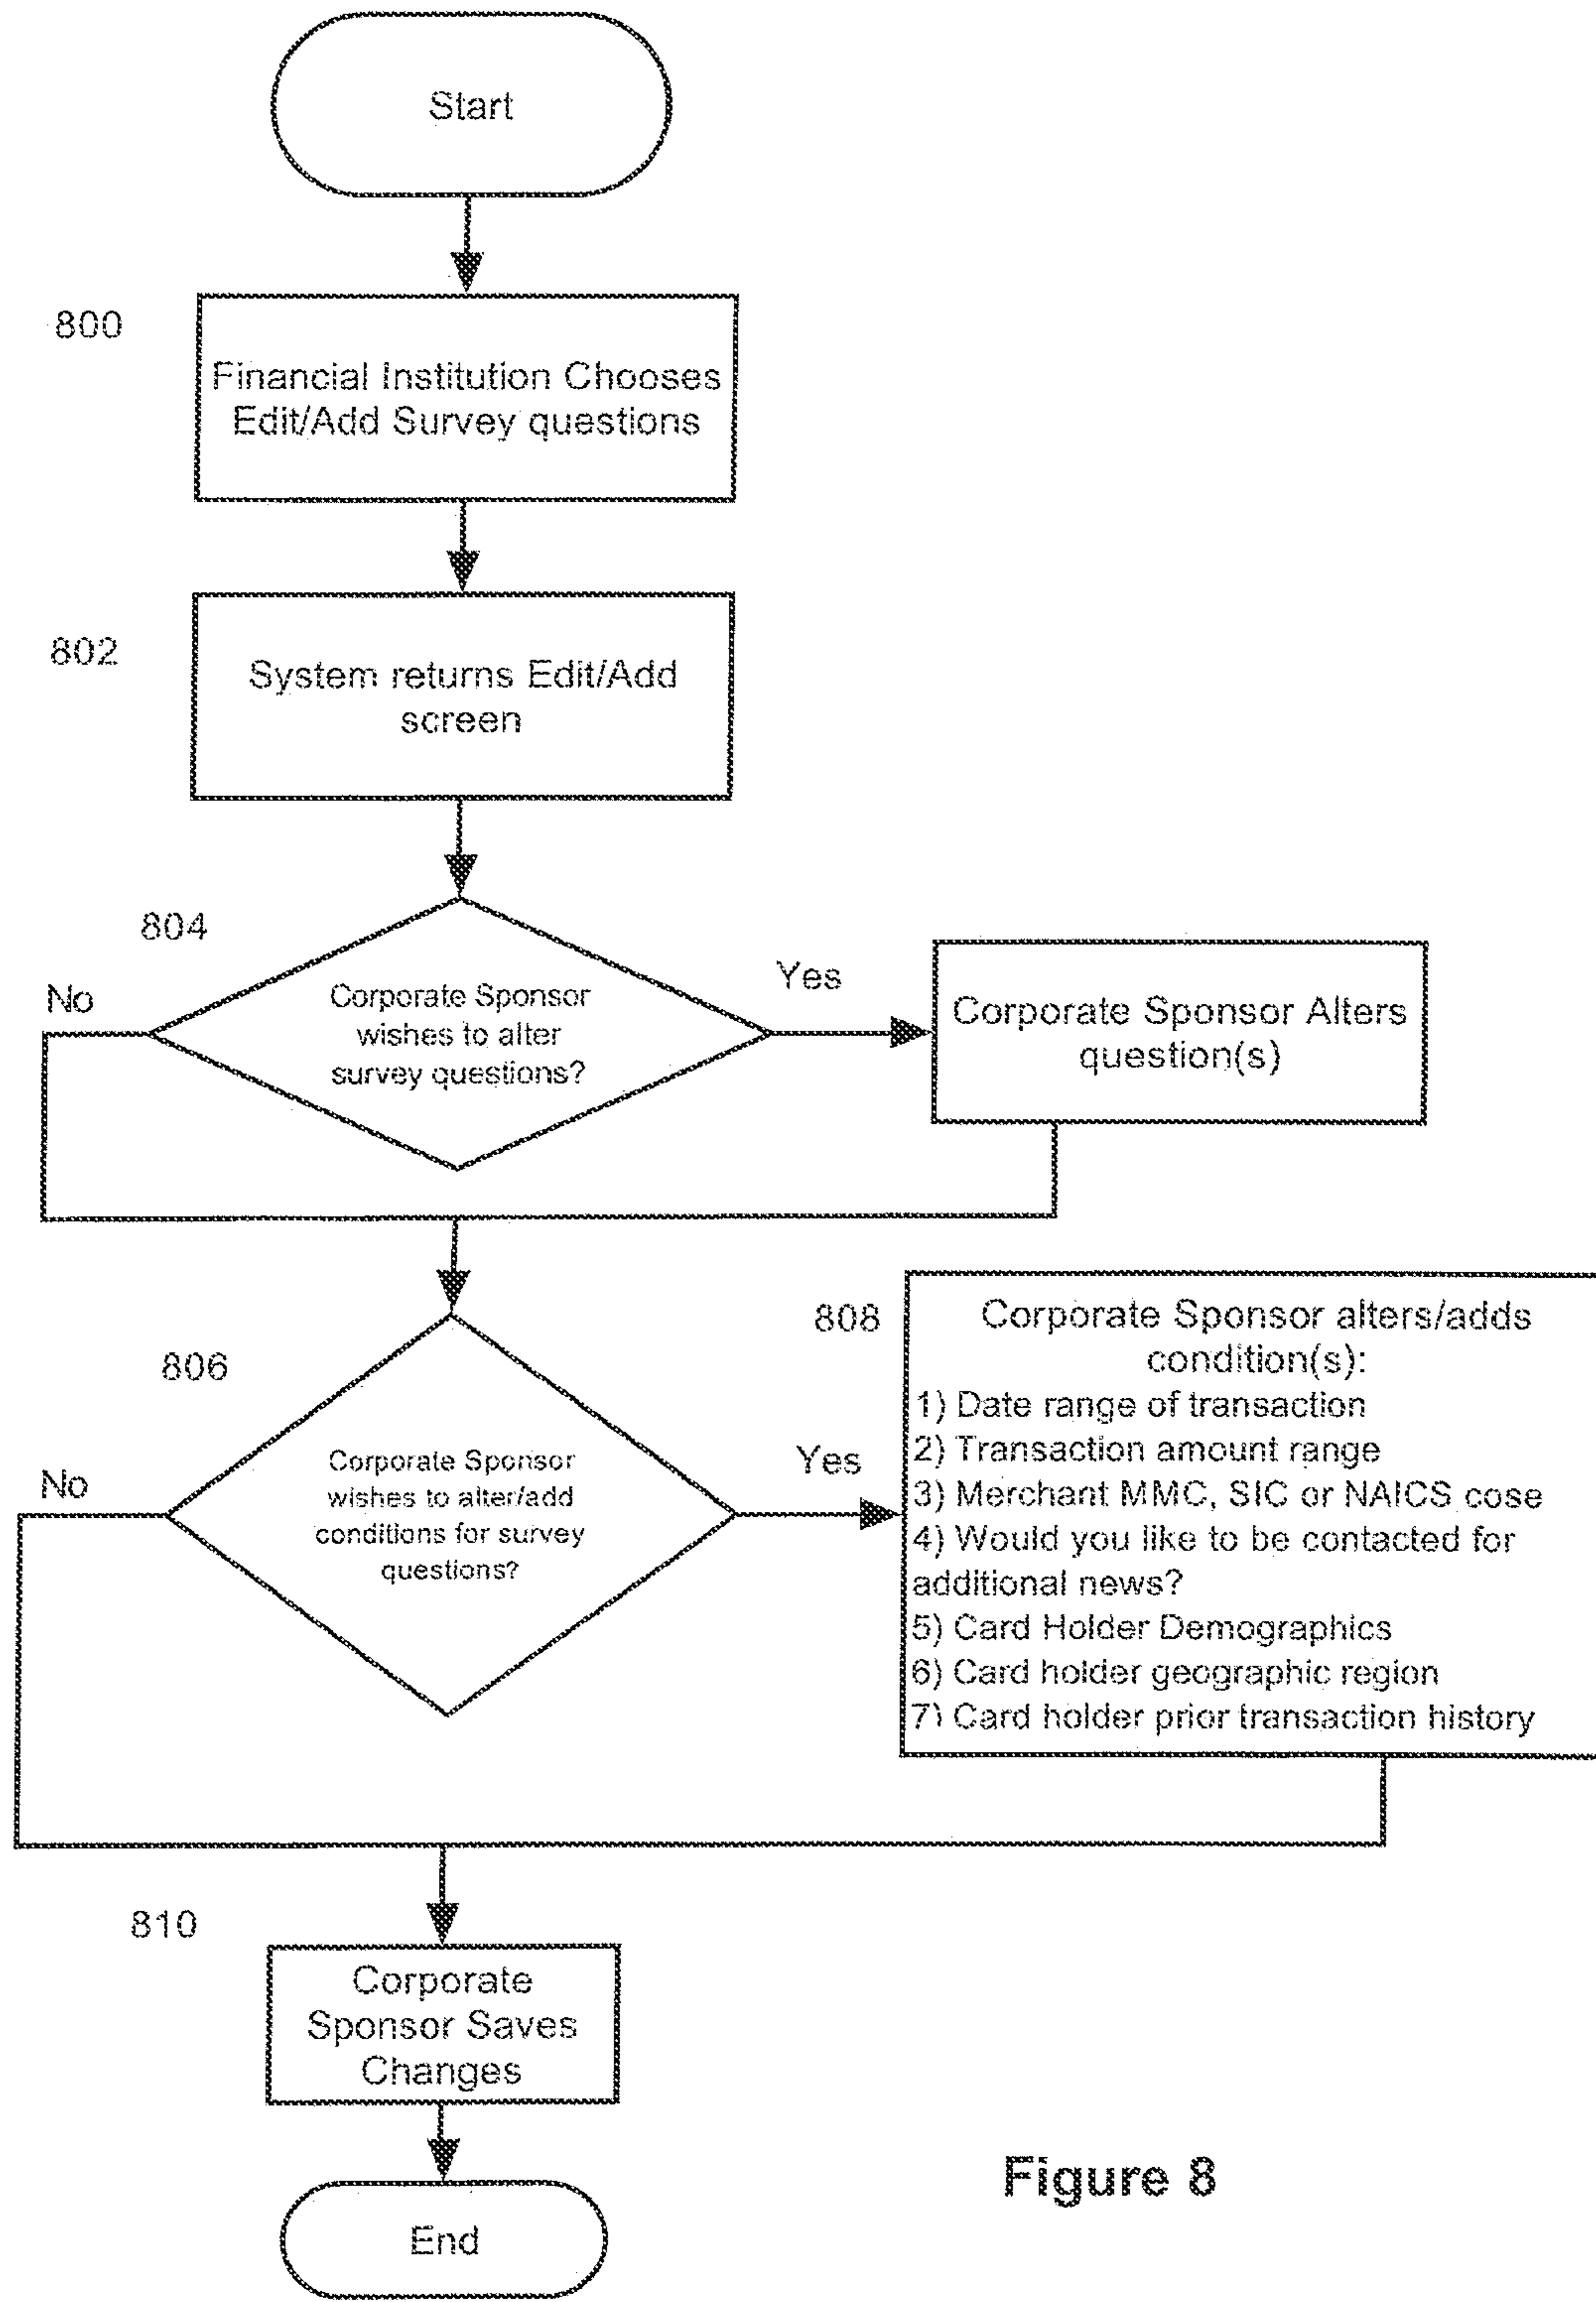 Start
800
Financial Institution Chooses
Edit/Add Survey questions
802
System returns Edit/Add
screen
804
No
Corporate Sponsor
wishes to alter
survey questions?
Yes
Corporate Sponsor Alters
question(s)
806
No
Corporate Sponsor
wishes to alter/add
conditions for survey
questions?
Yes
808
Corporate Sponsor alters/adds
condition(s):
1) Date range of transaction
2) Transaction amount range
3) Merchant MMC, SIC or NAICS cose
4) Would you like to be contacted for
additional news?
5) Card Holder Demographics
6) Card holder geographic region
7) Card holder prior transaction history
810
Corporate
Sponsor Saves
Changes
End
Figure 8